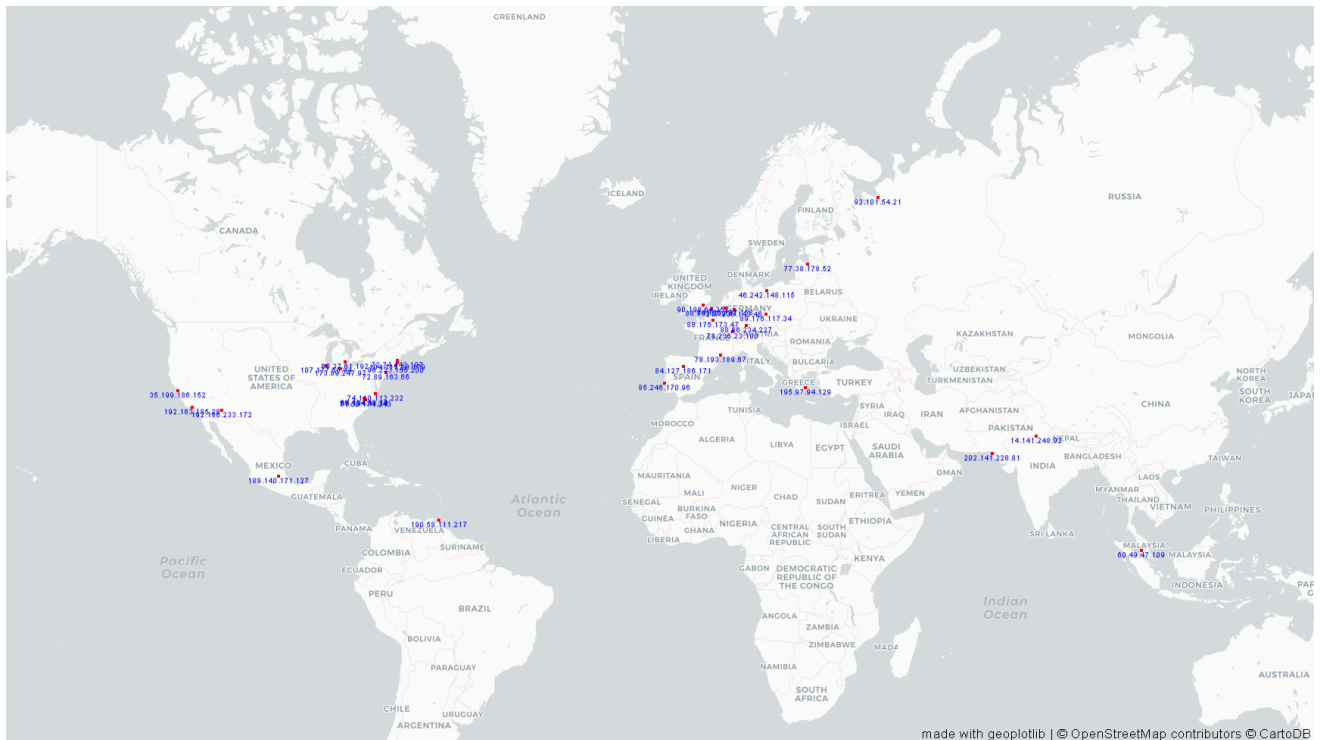 GREENLAND
ICELAND
RUSSIA
92.101.54.21
FINLAND
CANADA
SWEDEN
77.38.178.52
DENMARK
UNITED
KINGDOM
IRELAND
46.242.148.115
BELARUS
GERMANY
89.176.117.34
UKRAINE
88.175.173.47
ROMANIA
KAZAKHSTAN
MONGOLIA
78.193.189.67
ITALY
BULGARIA
UZBEKISTAN
TURKMENISTAN
NORTH
KOREA
SOUTH
KOREA
84.127.186.171
SPAIN
85.246.170.96
GREECE
TURKEY
195.97.94.129
UNITED
STATES OF
AMERICA
72.89.163.66
35.199.186.152
CHINA
TUNISIA
SYRIA
IRAQ
IRAN
AFGHANISTAN
MOROCCO
ISRAEL
PAKISTAN
14.141.248.92
NEPAL
ALGERIA
LIBYA
EGYPT
SAUDI
ARABIA
202.141.228.81
BANGLADESH
TAIWAN
INDIA
OMAN
MEXICO
CUBA
189.140.171.127
MAURITANIA
MALI
NIGER
CHAD
SUDAN
ERITREA
YEMEN
MYANMAR
LAOS
THAILAND
VIETNAM
PHILIPPINES
GUATEMALA
Atlantic
Ocean
SENEGAL
BURKINA
FASO
GUINEA
GHANA
NIGERIA
LIBERIA
CENTRAL
AFRICAN
REPUBLIC
SOUTH
SUDAN
ETHIOPIA
SRI LANKA
190.58.111.217
PANAMA
VENEZUELA
COLOMBIA
SURINAME
ECUADOR
MALAYSIA
60.49.47.109
MALAYSIA
INDONESIA
GABON
KENYA
DEMOCRATIC
REPUBLIC OF
THE CONGO
Pacific
Ocean
PERU
BRAZIL
Indian
Ocean
ANGOLA
ZAMBIA
ZIMBABWE
MADA
BOLIVIA
PARAGUAY
NAMIBIA
AUSTRALIA
SOUTH
AFRICA
CHILE
URUGUAY
ARGENTINA
made with geoplotlib | © OpenStreetMap contributors © CartoDB